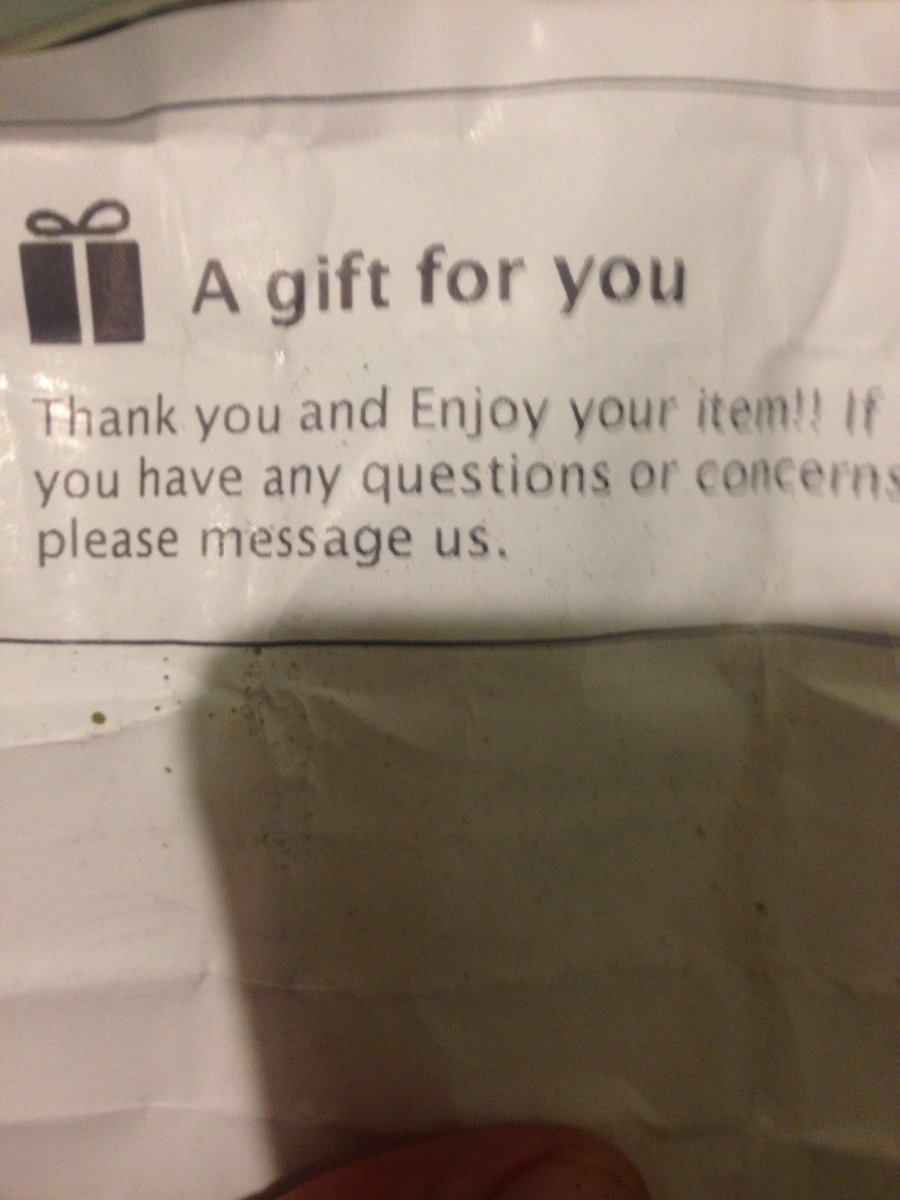 A gift for you
Thank you and Enjoy your item!! If
you have any questions or concerns
please message us.